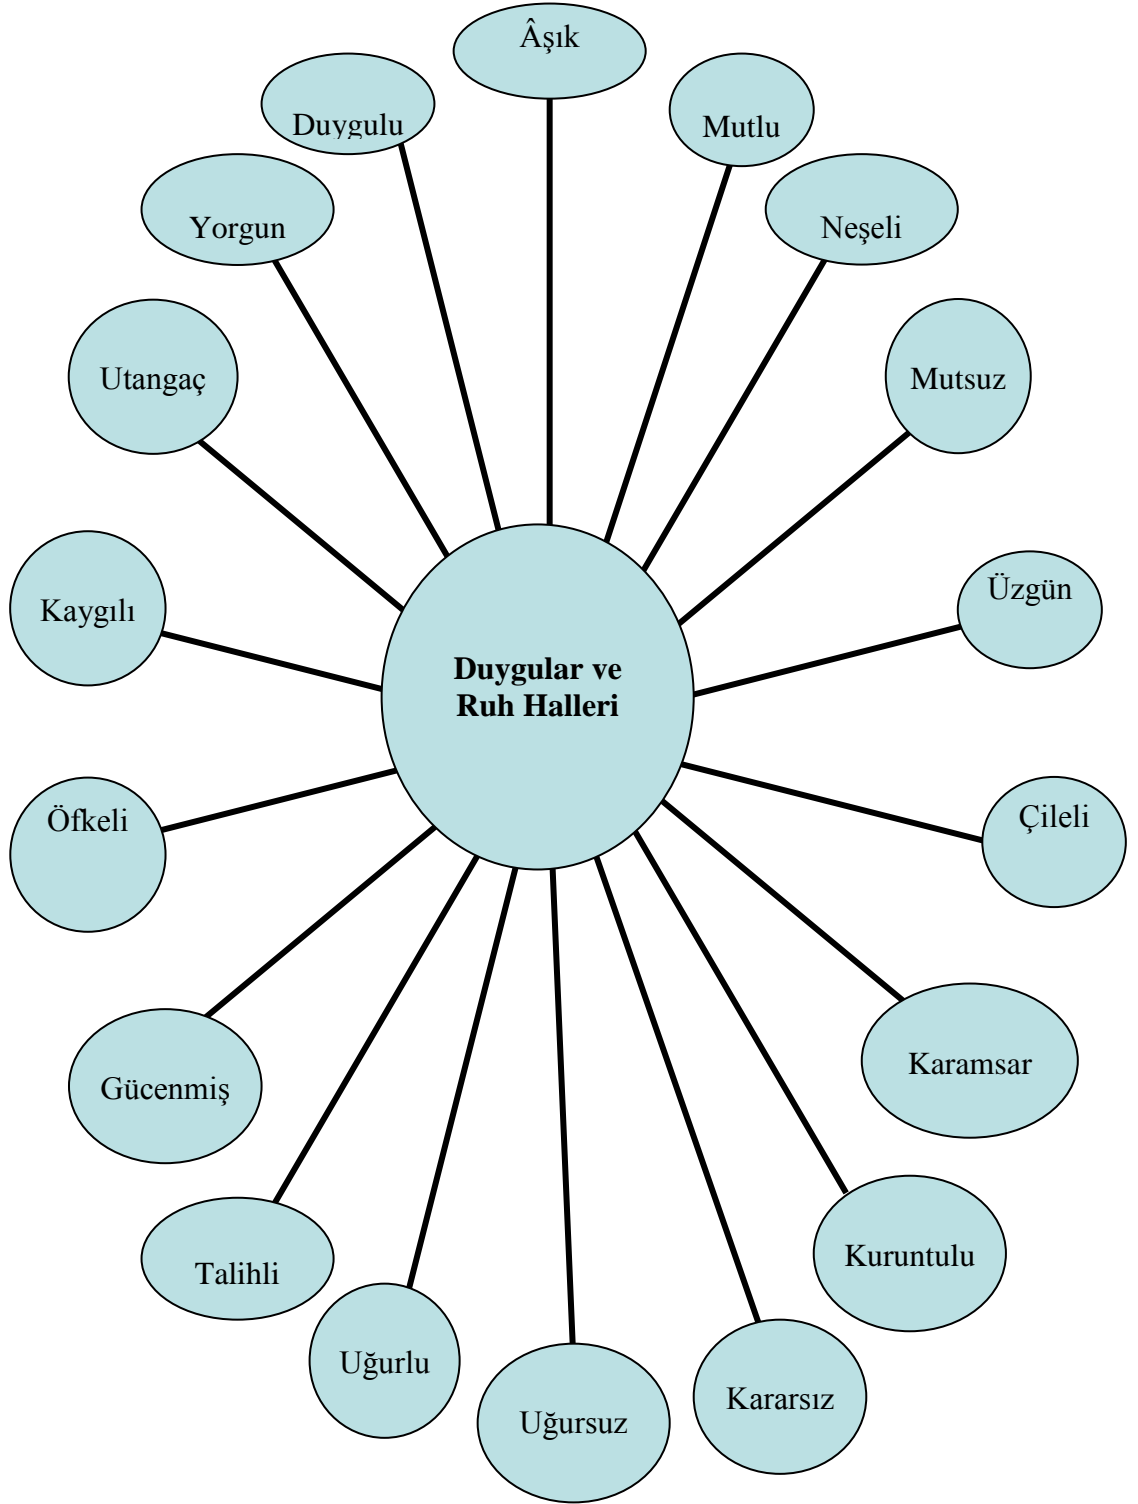 Âşık
Duygulu
Mutlu
Yorgun
Neşeli
Utangaç
Mutsuz
Üzgün
Kaygılı
Duygular ve
Ruh Halleri
Öfkeli
Çileli
Karamsar
Gücenmiş
Kuruntulu
Talihli
Uğurlu
Kararsız
Uğursuz